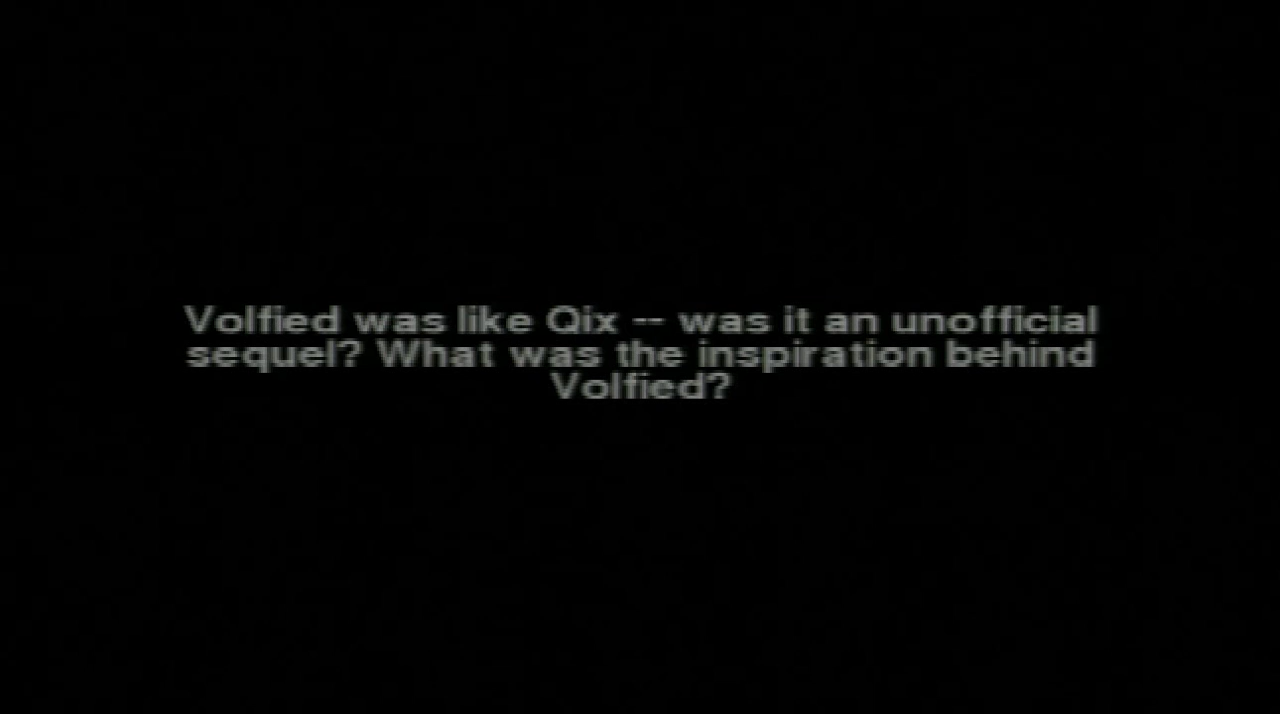 Volfied was like Qix -- was it an unofficial
sequel? What was the inspiration behind
Volfied?